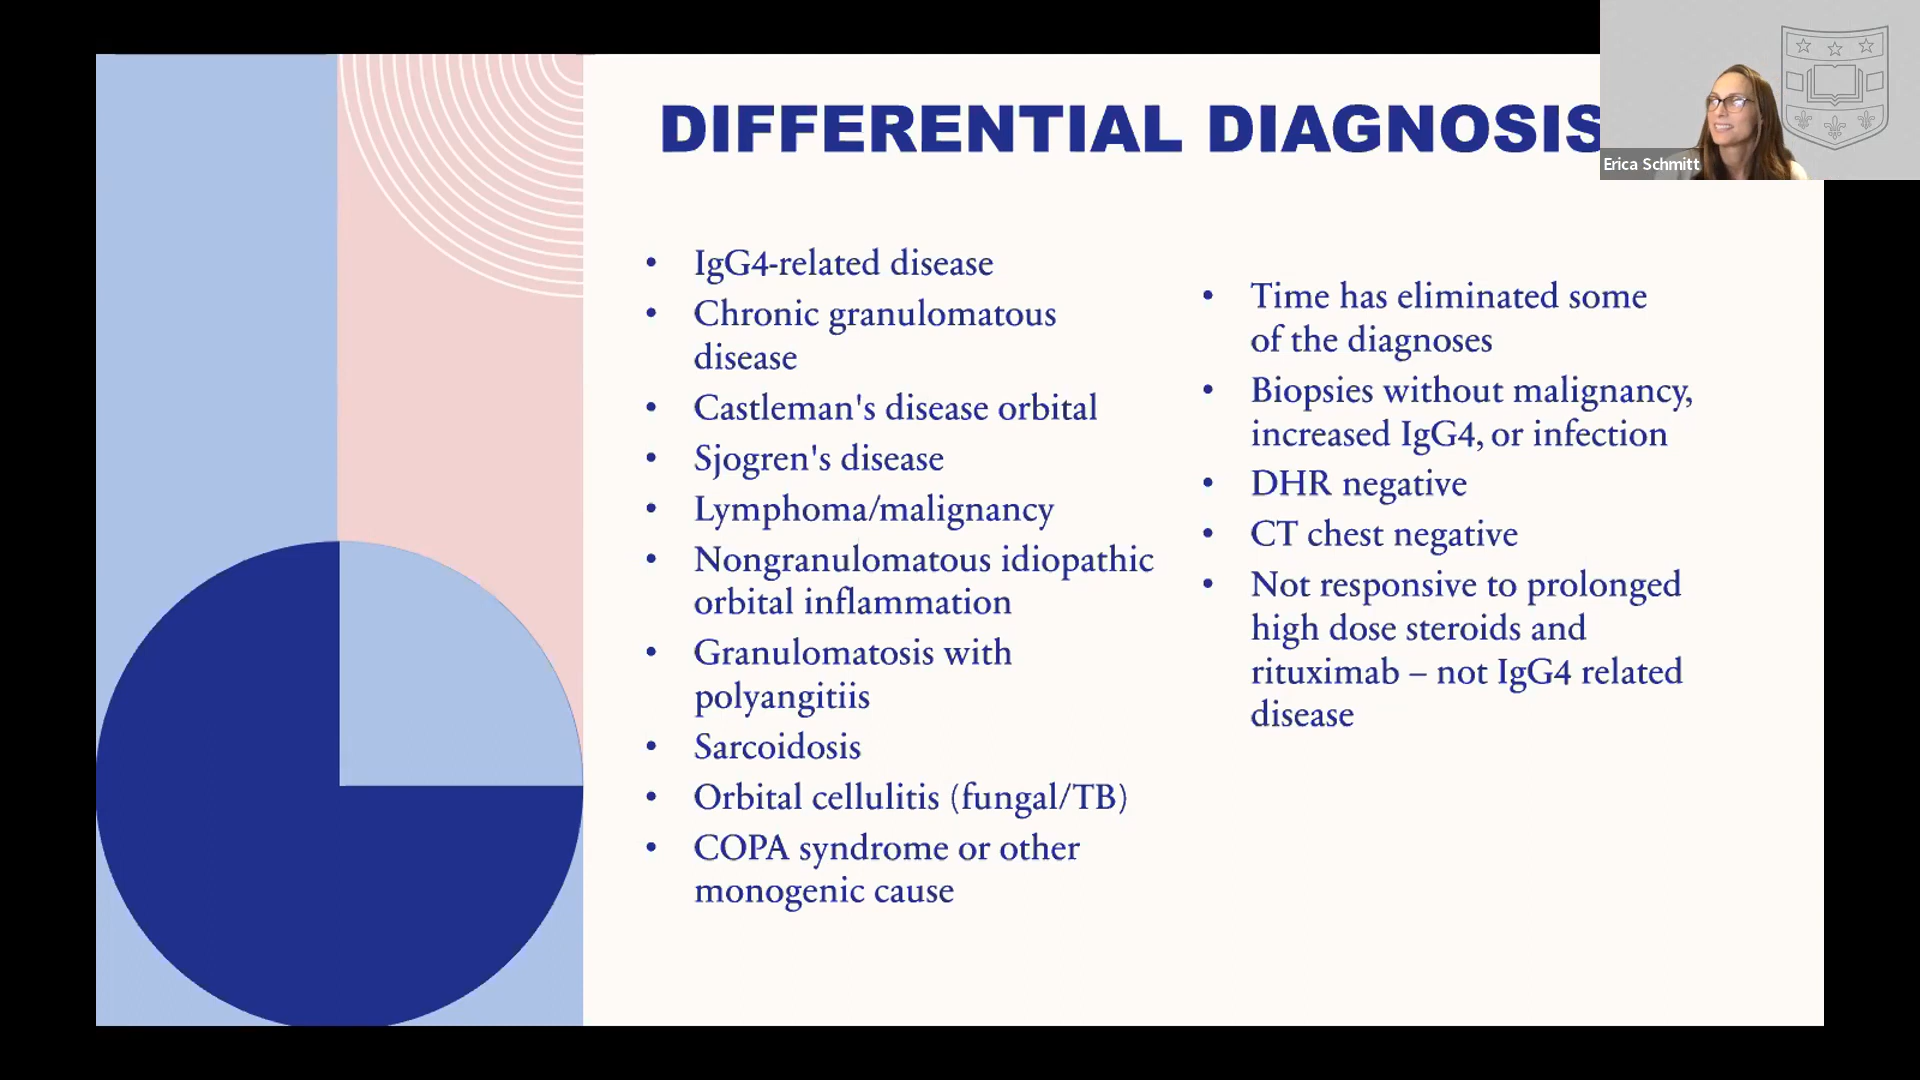 DIFFERENTIAL DIAGNOSIS
Erica Schmitt
• IgG4-related disease
• Chronic granulomatous
disease
• Castleman's disease orbital
• Sjogren's disease
• Lymphoma/malignancy
• Nongranulomatous idiopathic
orbital inflammation
• Granulomatosis with
polyangitiis
• Sarcoidosis
• Orbital cellulitis (fungal/TB)
• COPA syndrome or other
monogenic cause
• Time has eliminated some
of the diagnoses
• Biopsies without malignancy,
increased IgG4, or infection
• DHR negative
• CT chest negative
• Not responsive to prolonged
high dose steroids and
rituximab – not IgG4 related
disease